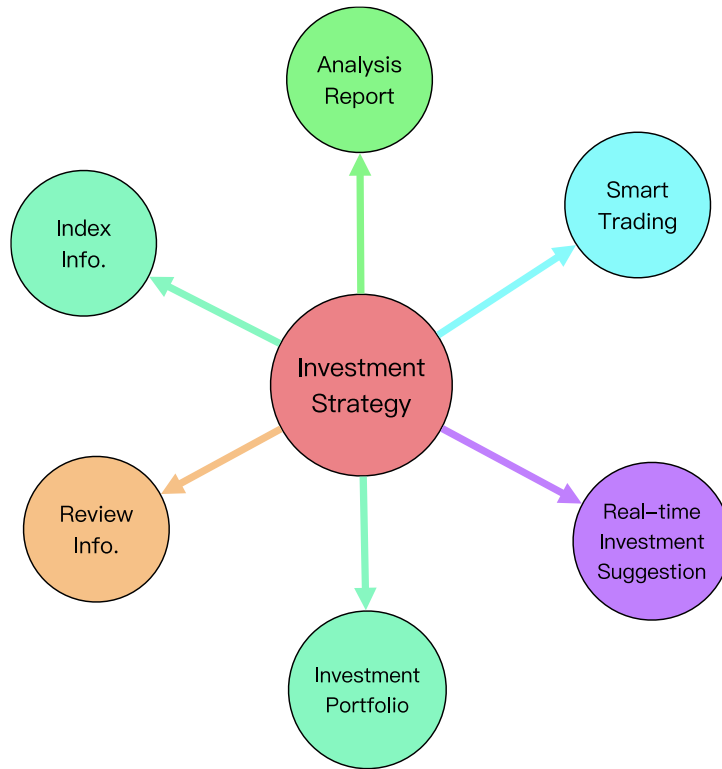 Analysis
Report
Smart
Trading
Index
Info.
Investment
Strategy
Review
Info.
Real-time
Investment
Suggestion
Investment
Portfolio